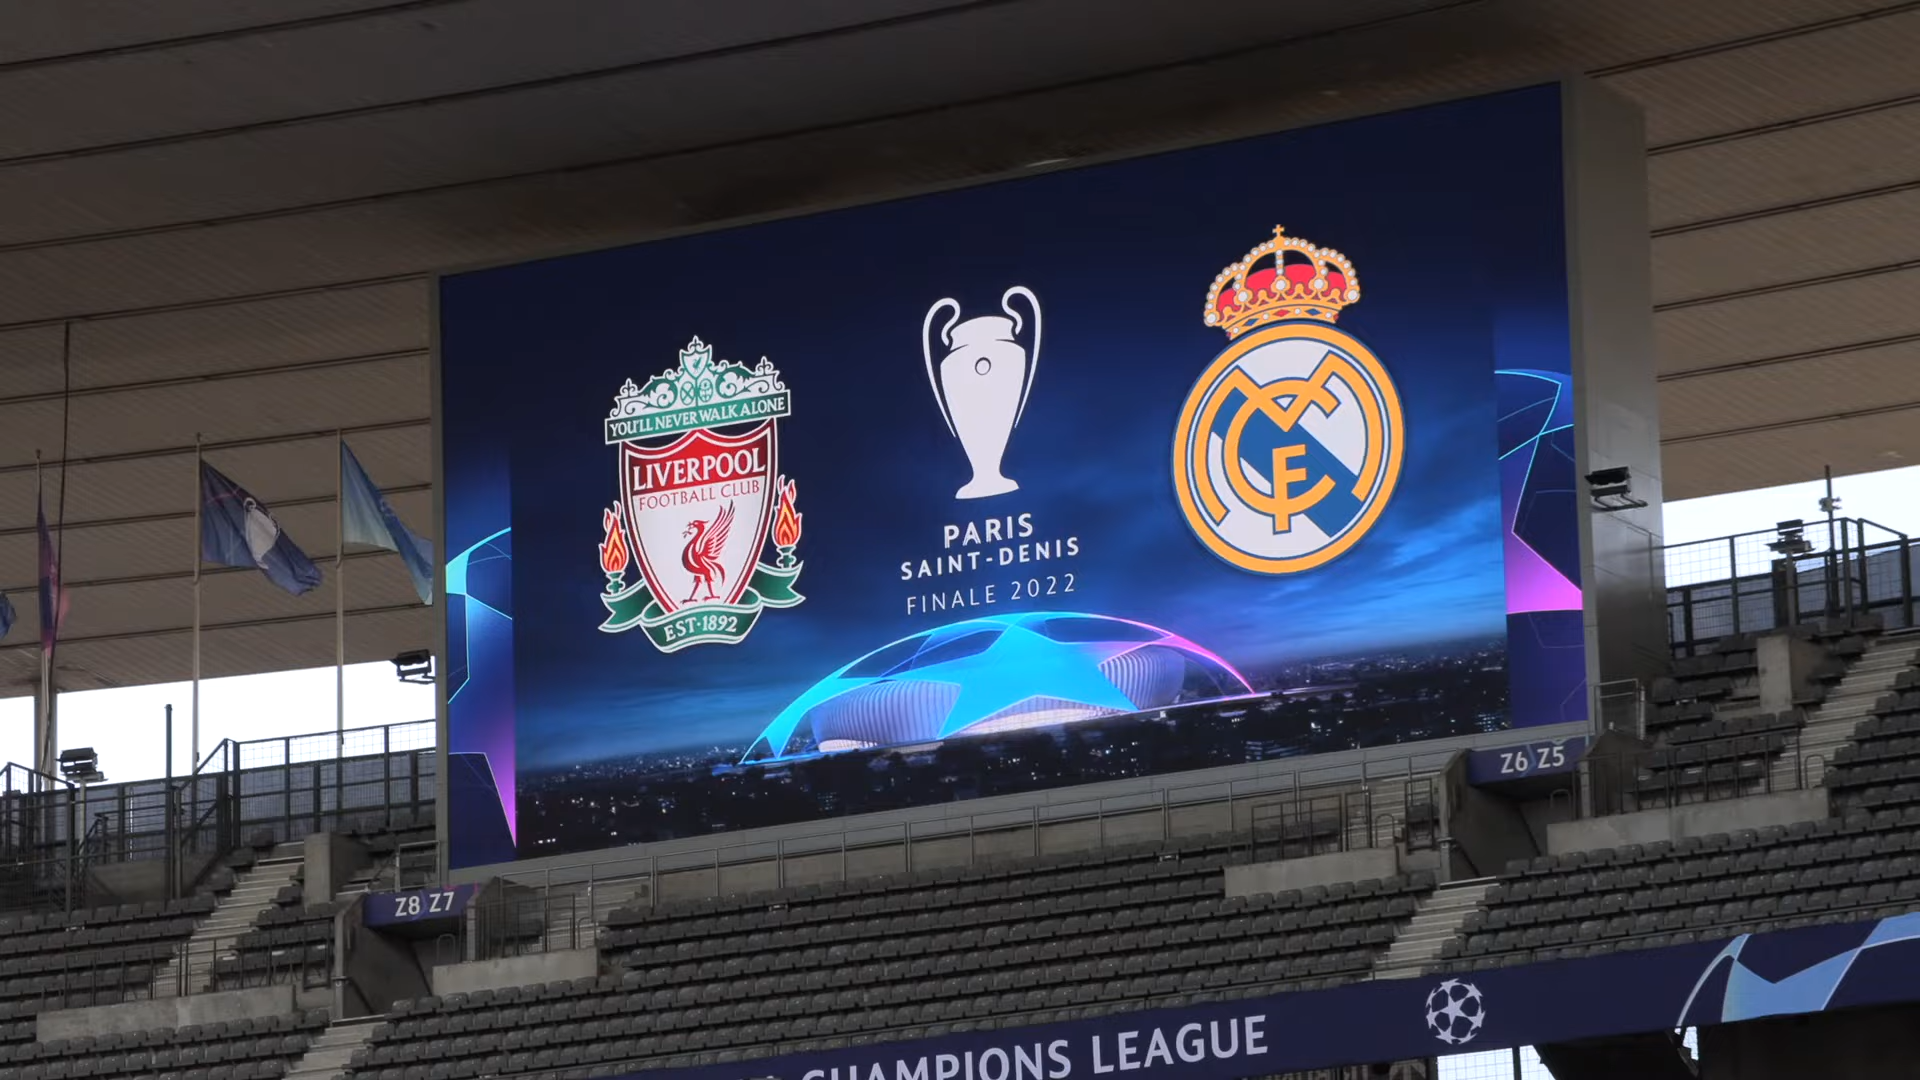 YOU'LL NEVER WALK ALONE
LIVERPOOL
FOOTBALL CLUB
EST·1892
PARIS
SAINT-DENIS
FINALE 2022
MCF
Z6 Z5
Z8 Z7
CHAMPIONS LEAGUE